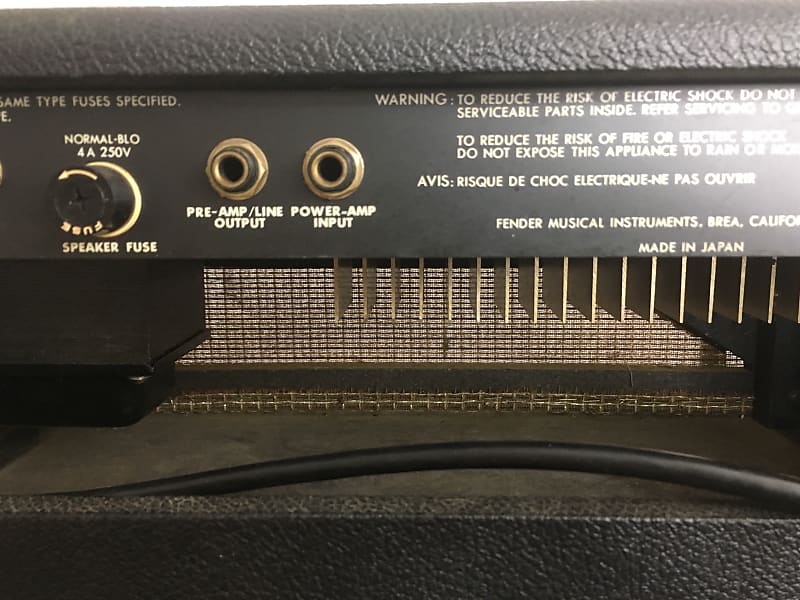 SAME TYPE FUSES SPECIFIED.
PE.
NORMAL-BLO
4A 250V
FUSE
SPEAKER FUSE
PRE-AMP/LINE
OUTPUT
POWER-AMP
INPUT
WARNING: TO REDUCE THE RISK OF ELECTRIC SHOCK DO NOT
SERVICEABLE PARTS INSIDE. REFER SERVICING TO
TO REDUCE THE RISK OF FIRE OR ELECTRIC SHOCK
DO NOT EXPOSE THIS APPLIANCE TO RAIN OR
AVIS: RISQUE DE CHOC ELECTRIQUE-NE PAS OUVRIR
FENDER MUSICAL INSTRUMENTS, BREA, CALIFO
MADE IN JAPAN